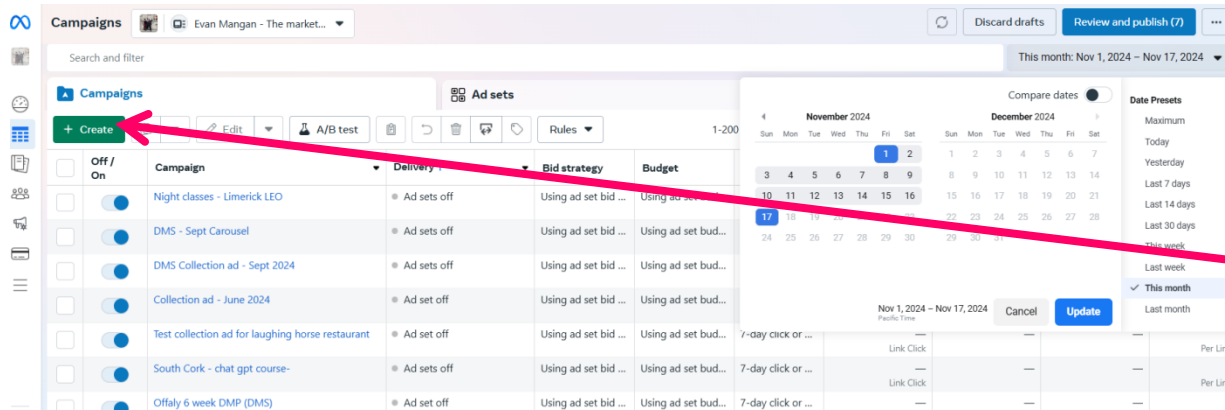 Campaigns
Evan Mangan - The market...
Discard drafts
Review and publish (7)
...
Search and filter
This month: Nov 1, 2024 – Nov 17, 2024
Campaigns
Ad sets
+ Create
Edit
A/B test
Rules
1-200
Off / On
Campaign
Delivery
Bid strategy
Budget
Night classes - Limerick LEO
Ad sets off
Using ad set bid ...
Using ad set bud...
DMS - Sept Carousel
Ad sets off
Using ad set bid ...
Using ad set bud...
DMS Collection ad - Sept 2024
Ad sets off
Using ad set bid ...
Using ad set bud...
Collection ad - June 2024
Ad set off
Using ad set bid ...
Using ad set bud...
Test collection ad for laughing horse restaurant
Ad set off
Using ad set bid ...
Using ad set bud...
7-day click or ...
—
Link Click
—
—
Per Lin
South Cork - chat gpt course-
Ad sets off
Using ad set bid ...
Using ad set bud...
7-day click or ...
—
Link Click
—
—
Per Lin
Offaly 6 week DMP (DMS)
Ad set off
Using ad set bid ...
Using ad set bud...
7-day click or ...
—
—
—
Compare dates
November 2024
Sun Mon Tue Wed Thu Fri Sat
1 2
3 4 5 6 7 8 9
10 11 12 13 14 15 16
17 18 19 20 23
24 25 26 27 28 29 30
December 2024
Sun Mon Tue Wed Thu Fri Sat
1 2 3 4 5 6 7
8 9 10 11 12 13 14
15 16 17 18 19 20 21
22 23 24 25 26 27 28
29 30 31
Nov 1, 2024 – Nov 17, 2024
Pacific Time
Cancel
Update
Date Presets
Maximum
Today
Yesterday
Last 7 days
Last 14 days
Last 30 days
This week
Last week
This month
Last month